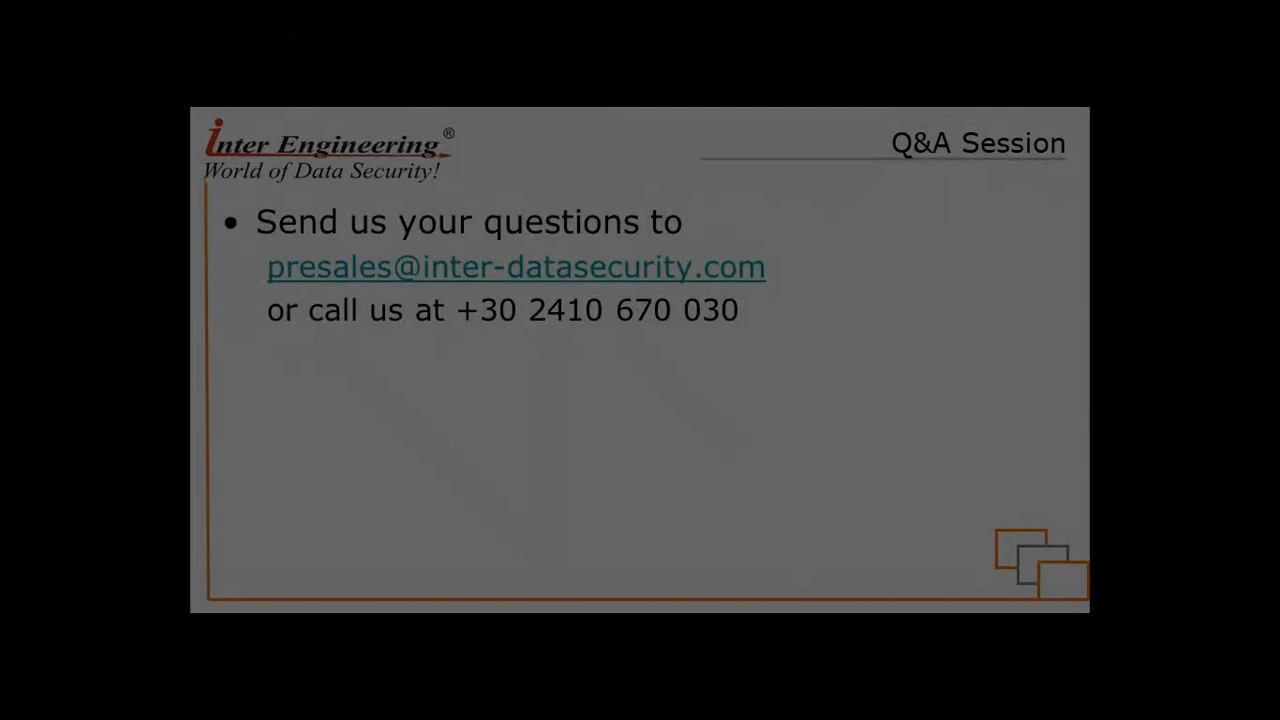 Inter Engineering®
World of Data Security!
Q&A Session
• Send us your questions to
presales@inter-datasecurity.com
or call us at +30 2410 670 030